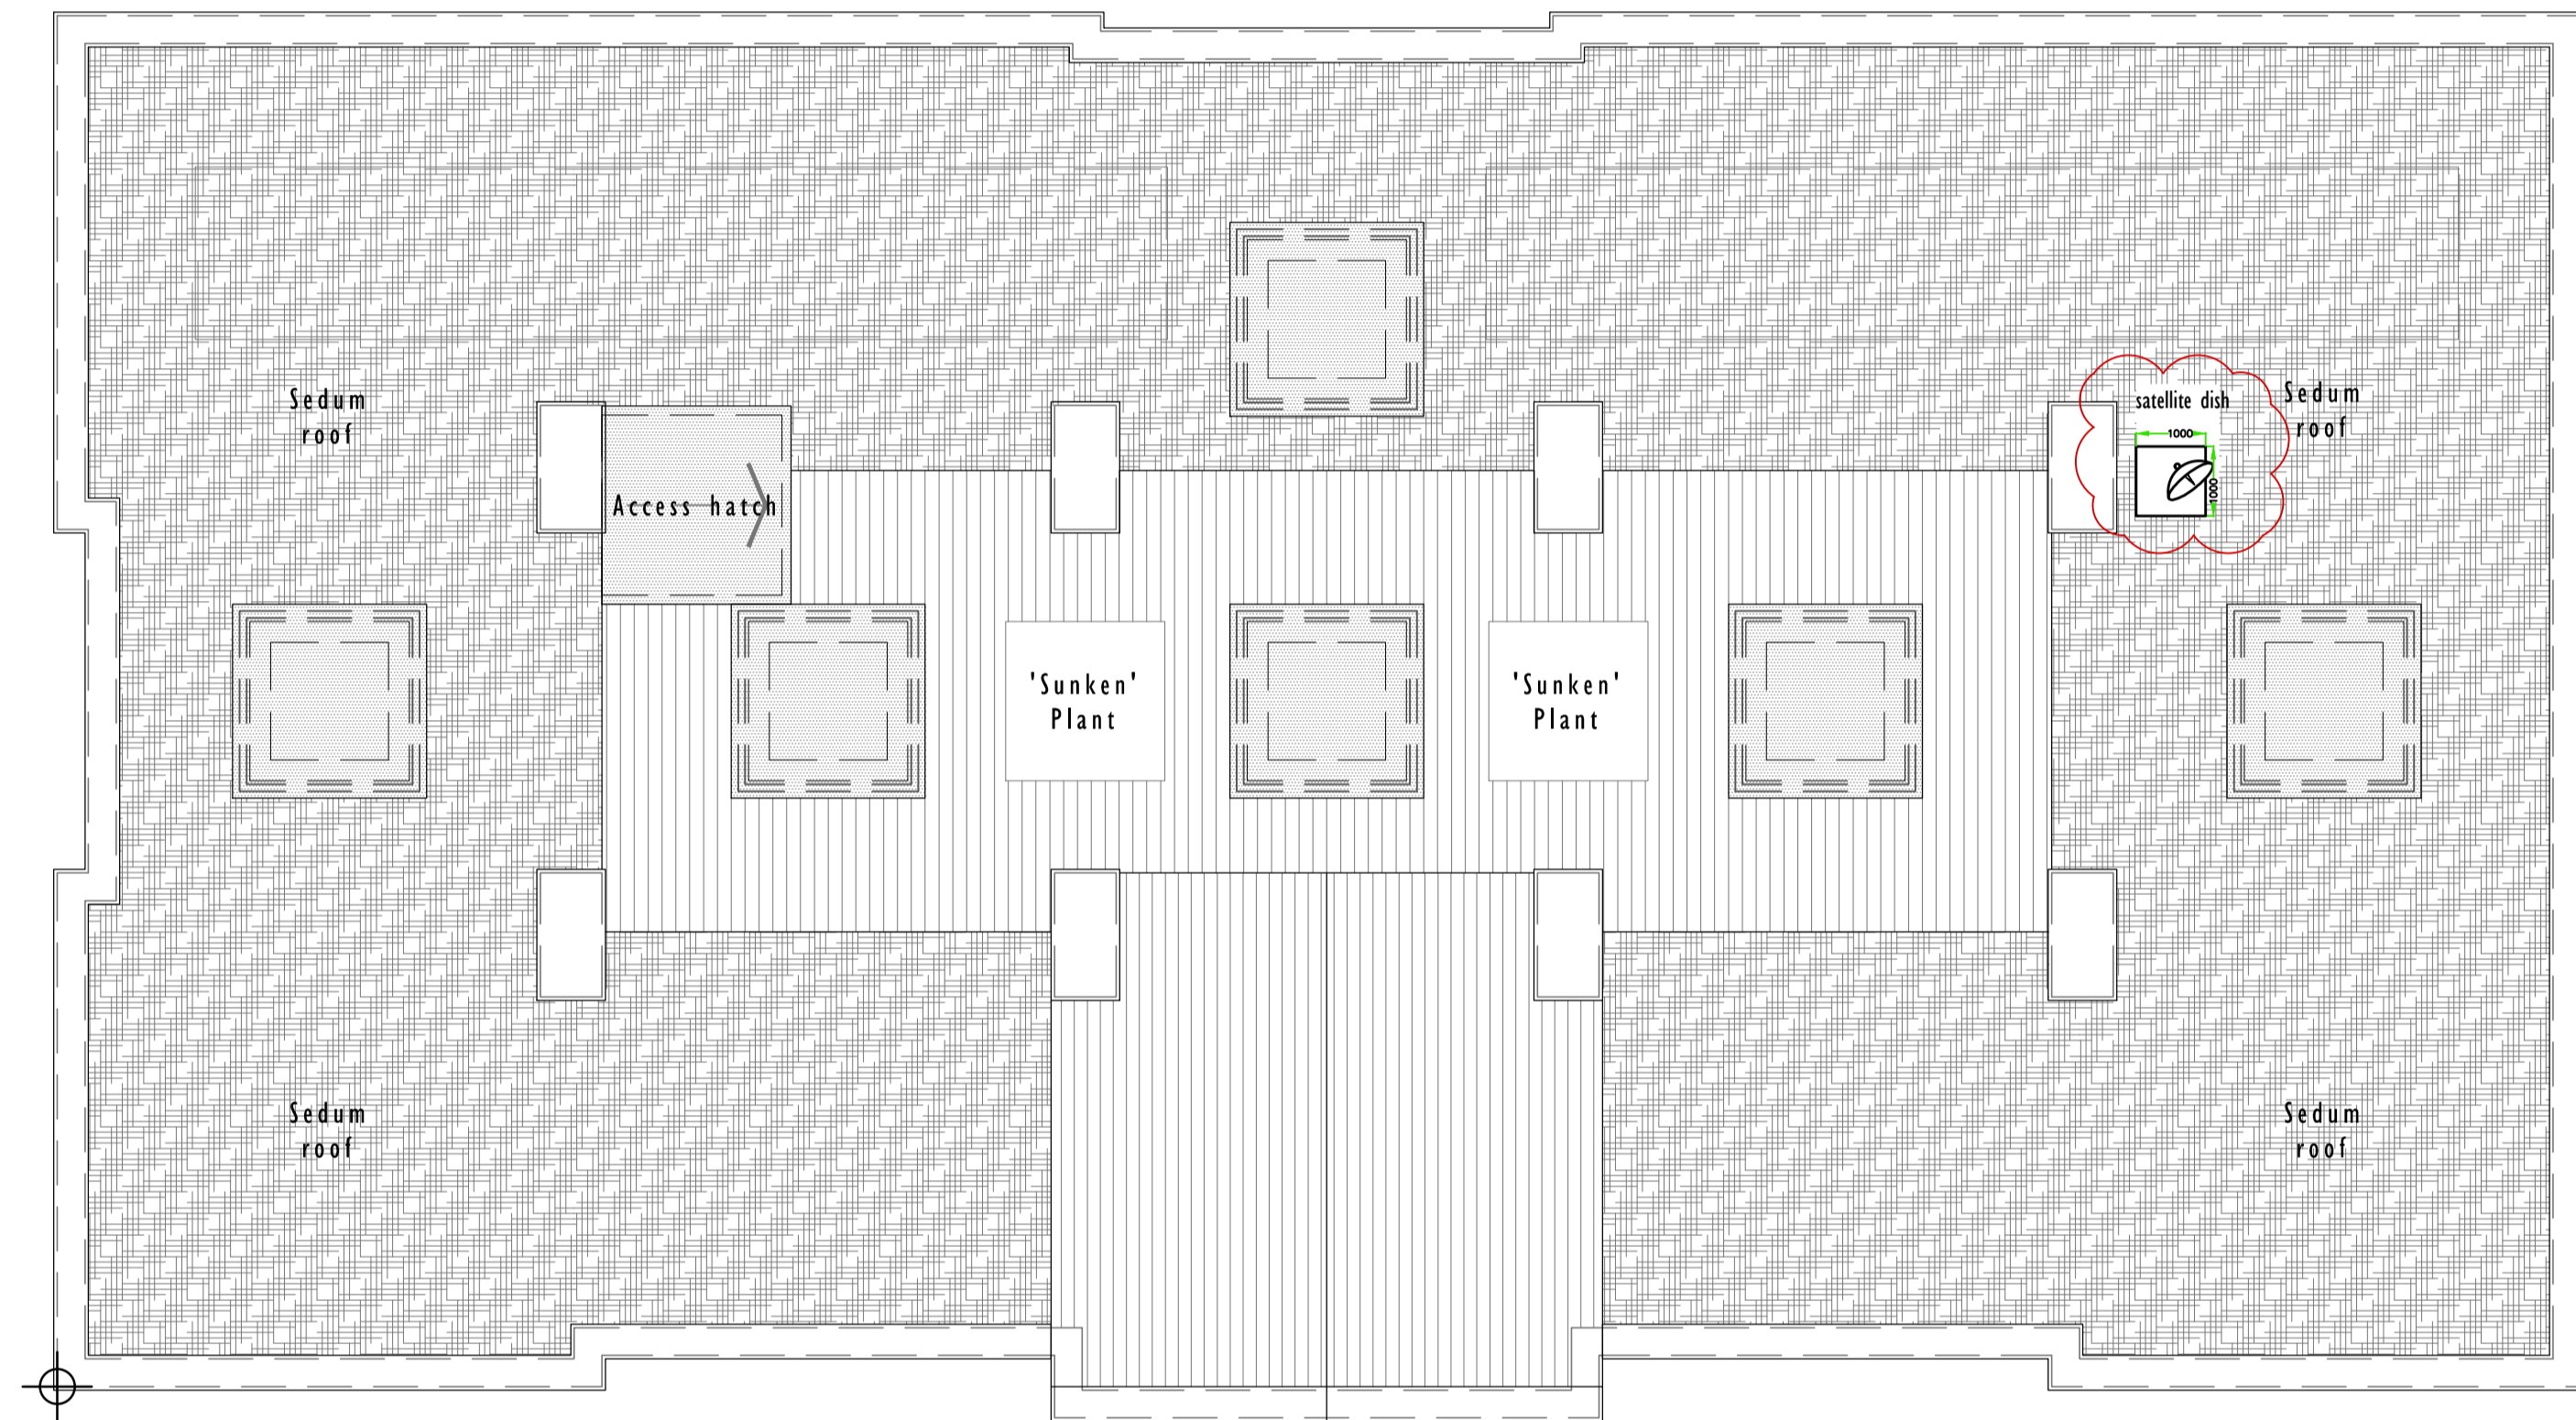 Sedum
roof
satellite dish
1000
1000
Sedum
roof
Access hatch
'Sunken'
Plant
'Sunken'
Plant
Sedum
roof
Sedum
roof